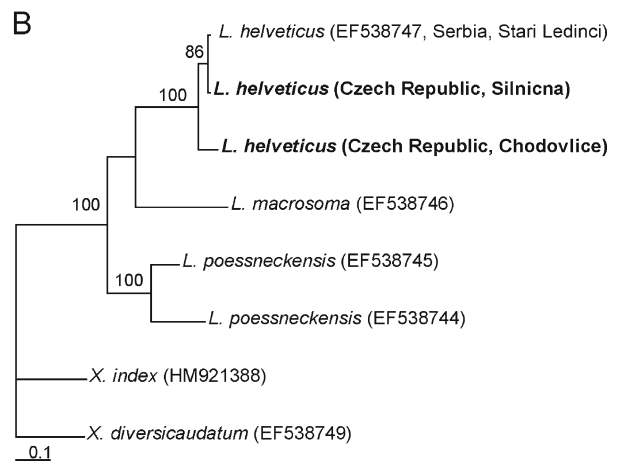 B
L. helveticus (EF538747, Serbia, Stari Ledinci)
86
L. helveticus (Czech Republic, Silnicna)
100
L. helveticus (Czech Republic, Chodovlice)
L. macrosoma (EF538746)
100
L. poessneckensis (EF538745)
100
L. poessneckensis (EF538744)
X. index (HM921388)
X. diversicaudatum (EF538749)
0.1